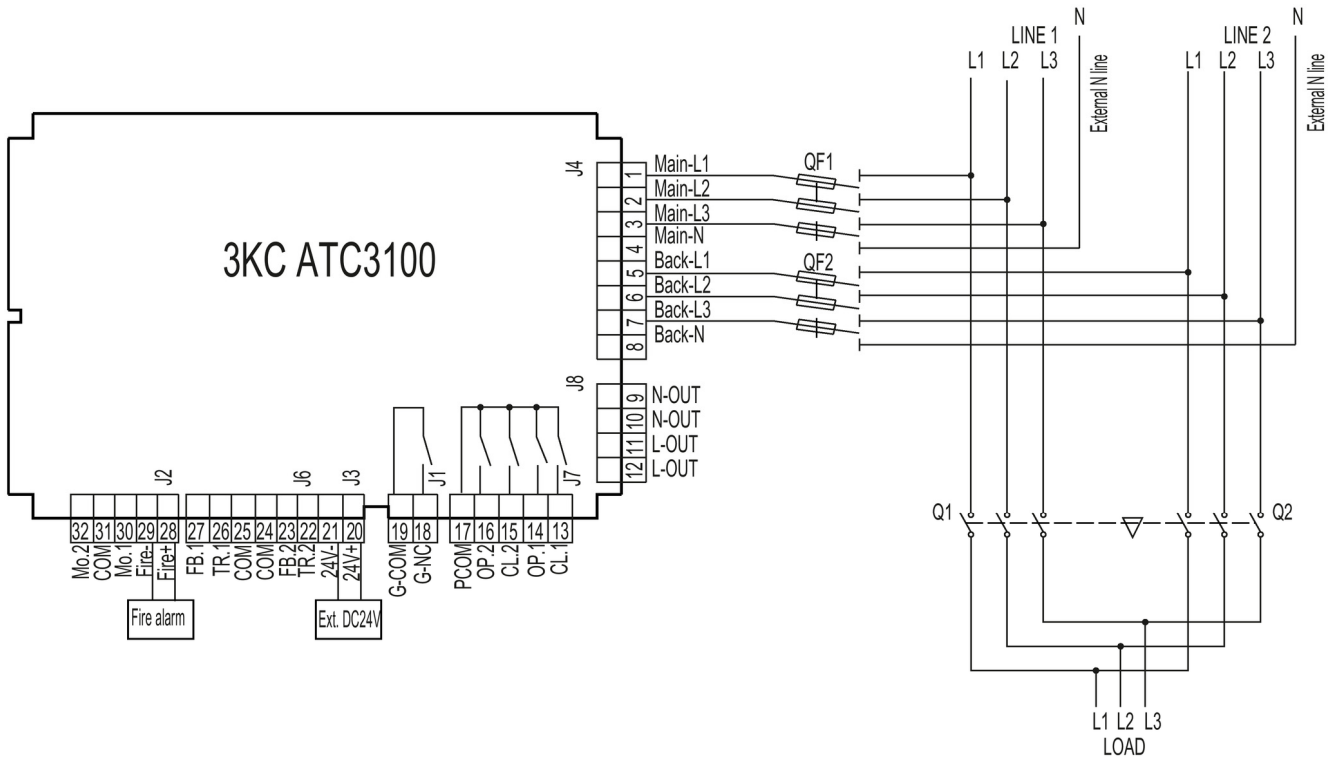 N
N
LINE 1
LINE 2
L1 L2 L3
L1 L2 L3
External N line
External N line
3KC ATC3100
J4
1 Main-L1
2 Main-L2
3 Main-L3
4 Main-N
5 Back-L1
6 Back-L2
7 Back-L3
8 Back-N
QF1
QF2
J8
9 N-OUT
10 N-OUT
11 L-OUT
12 L-OUT
J2
J6
J3
J1
J7
32 31 30 29 28
27 26 25 24 23 22 21 20
19 18
17 16 15 14 13
Mo.2
COM
Mo.1
Fire-
Fire+
FB.1
TR.1
COM
COM
FB.2
TR.2
24V-
24V+
G-COM
G-NC
PCOM
OP.2
CL.2
OP.1
CL.1
Fire alarm
Ext. DC24V
Q1
Q2
L1 L2 L3
LOAD